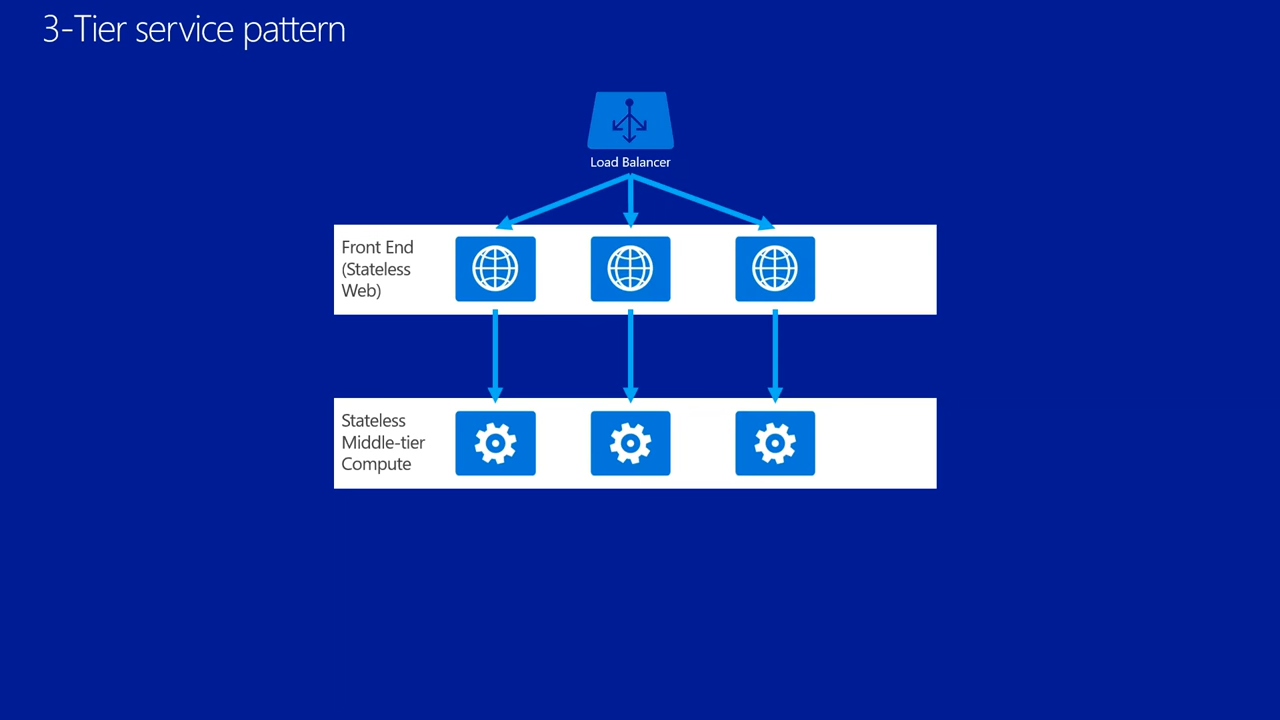 3-Tier service pattern
Load Balancer
Front End
(Stateless
Web)
Stateless
Middle-tier
Compute